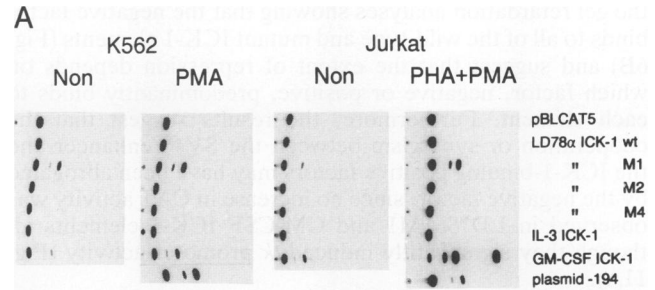 A
K562
Jurkat
Non
PMA
Non
PHA+PMA
pBLCAT5
LD78α ICK-1 wt
" M1
" M2
" M4
IL-3 ICK-1
GM-CSF ICK-1
plasmid -194